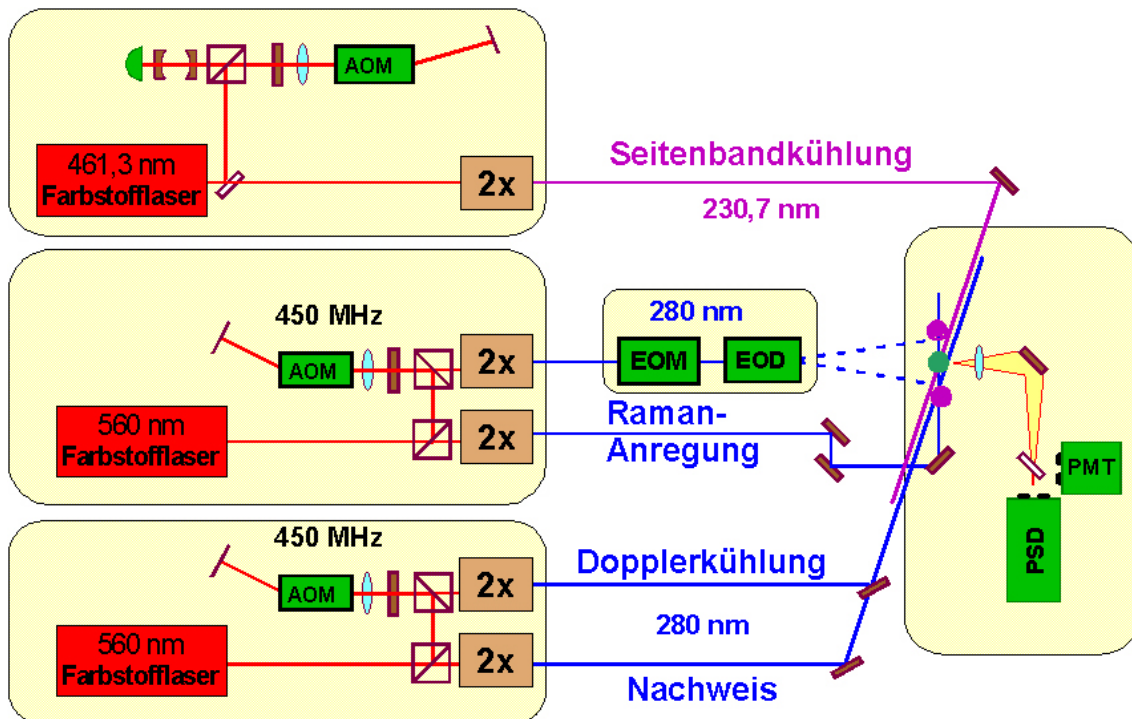 AOM
461,3 nm
Farbstofflaser
2x
Seitenbandkühlung
230,7 nm
450 MHz
AOM
2x
280 nm
EOM
EOD
560 nm
Farbstofflaser
2x
Raman-
Anregung
PMT
PSD
450 MHz
AOM
2x
Dopplerkühlung
280 nm
560 nm
Farbstofflaser
2x
Nachweis